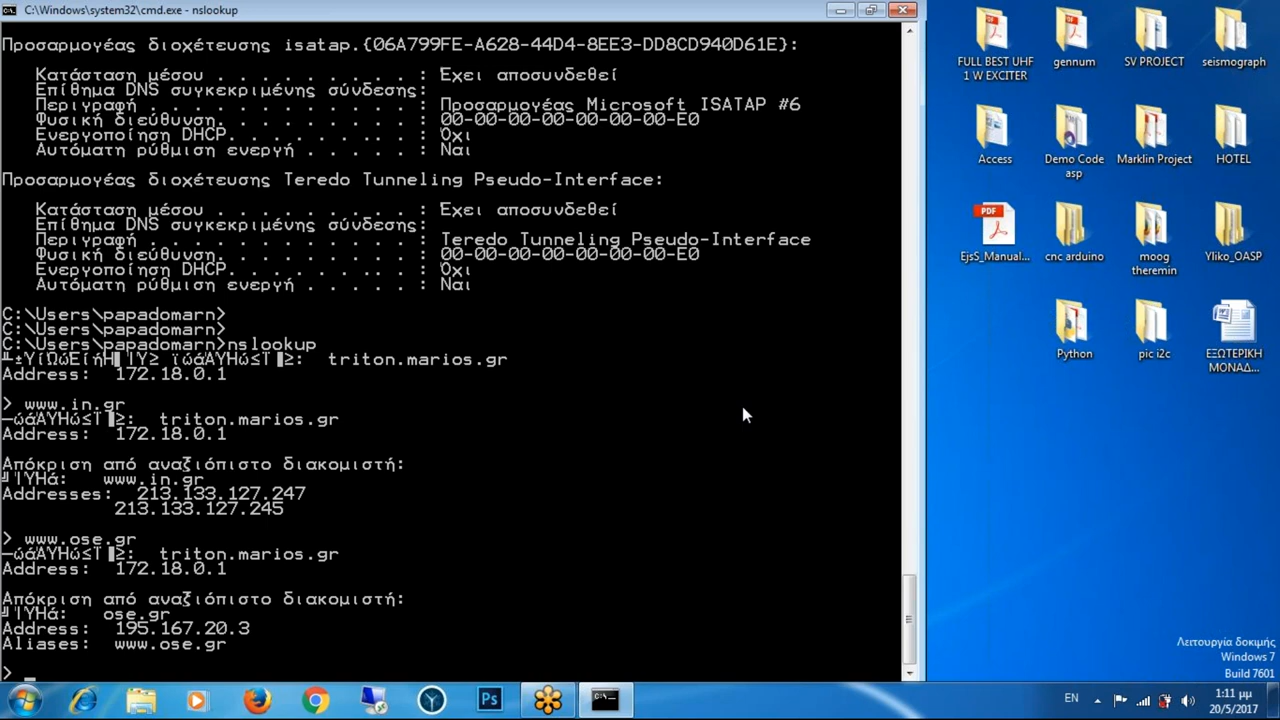 C:\Windows\system32\cmd.exe - nslookup
Προσαρμογέας διοχέτευσης isatap.{06A799FE-A628-44D4-8EE3-DD8CD940D61E}:
Κατάσταση μέσου . . . . . . . . . . . : Έχει αποσυνδεθεί
Επίθημα DNS συγκεκριμένης σύνδεσης:
Περιγραφή . . . . . . . . . . . . . . : Προσαρμογέας Microsoft ISATAP #6
Φυσική διεύθυνση. . . . . . . . . . . : 00-00-00-00-00-00-00-E0
Ενεργοποίηση DHCP. . . . . . . . . . . : Όχι
Αυτόματη ρύθμιση ενεργή . . . . . . . : Ναι
Προσαρμογέας διοχέτευσης Teredo Tunneling Pseudo-Interface:
Κατάσταση μέσου . . . . . . . . . . . : Έχει αποσυνδεθεί
Επίθημα DNS συγκεκριμένης σύνδεσης:
Περιγραφή . . . . . . . . . . . . . . : Teredo Tunneling Pseudo-Interface
Φυσική διεύθυνση. . . . . . . . . . . : 00-00-00-00-00-00-00-E0
Ενεργοποίηση DHCP. . . . . . . . . . . : Όχι
Αυτόματη ρύθμιση ενεργή . . . . . . . : Ναι
C:\Users\papadomarn>
C:\Users\papadomarn>
C:\Users\papadomarn>nslookup
triton.marios.gr
Address: 172.18.0.1
> www.in.gr
triton.marios.gr
Address: 172.18.0.1
Απόκριση από αναξιόπιστο διακομιστή:
www.in.gr
Addresses: 213.133.127.247
213.133.127.245
> www.ose.gr
triton.marios.gr
Address: 172.18.0.1
Απόκριση από αναξιόπιστο διακομιστή:
ose.gr
Address: 195.167.20.3
Aliases: www.ose.gr
>
FULL BEST UHF 1 W EXCITER
gennum
SV PROJECT
seismograph
Access
Demo Code asp
Marklin Project
HOTEL
PDF
EjsS_Manual...
cnc arduino
moog theremin
Yliko_OASP
Python
pic i2c
ΕΞΩΤΕΡΙΚΗ ΜΟΝΑΔ...
Λειτουργία δοκιμής
Windows 7
Build 7601
Ps
EN
1:11 μμ
20/5/2017